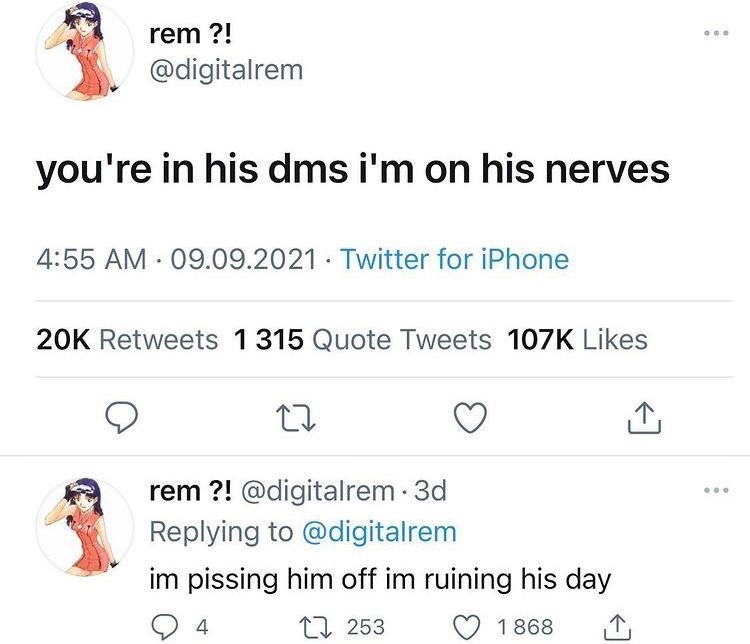 rem ?!
@digitalrem
you're in his dms i'm on his nerves
4:55 AM · 09.09.2021 · Twitter for iPhone
20K Retweets 1 315 Quote Tweets 107K Likes
rem ?! @digitalrem · 3d
Replying to @digitalrem
im pissing him off im ruining his day
4 253 1 868